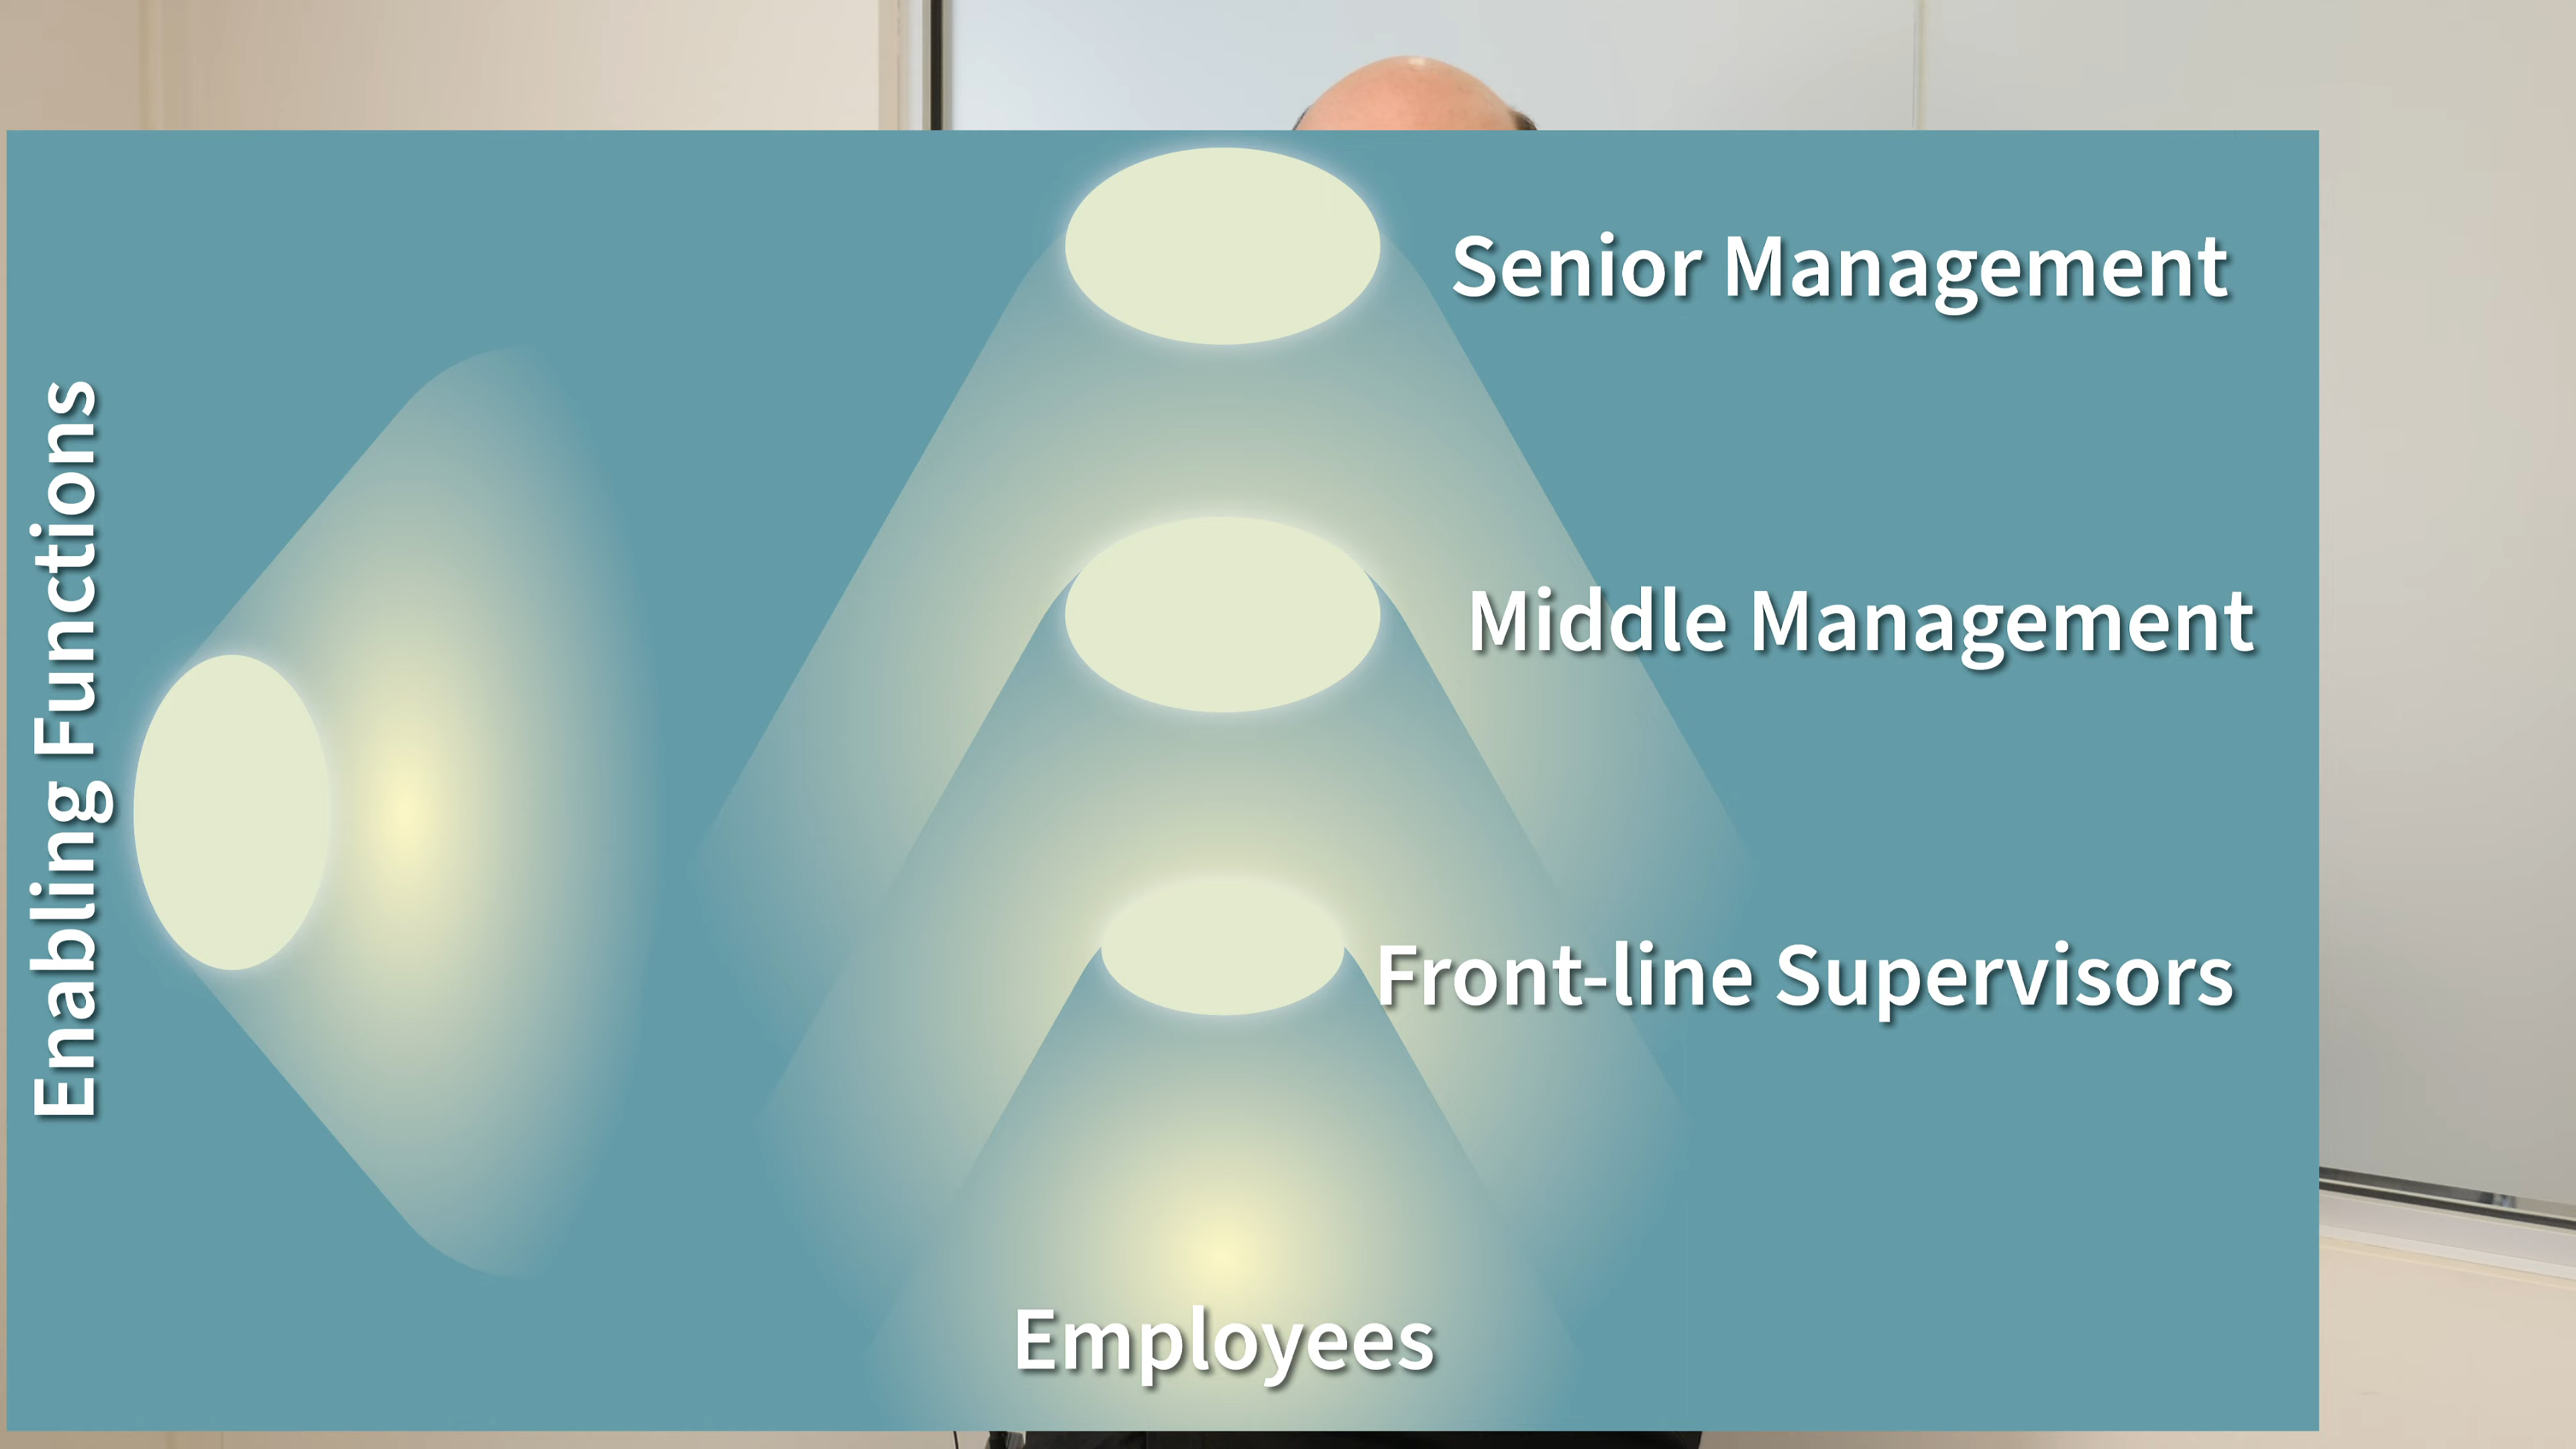 Senior Management
Middle Management
Front-line Supervisors
Employees
Enabling Functions